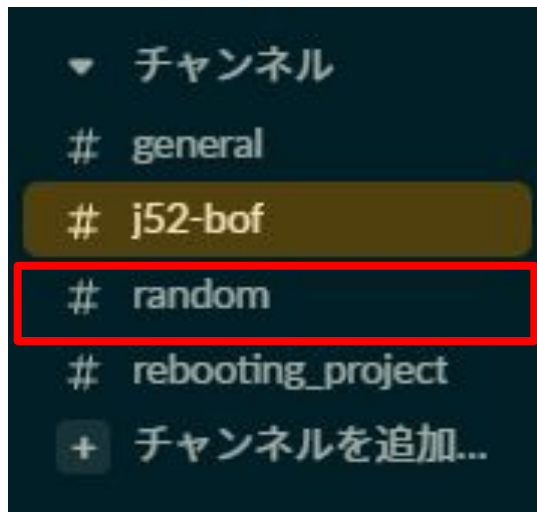 チャンネル
# general
# j52-bof
# random
# rebooting_project
+ チャンネルを追加...